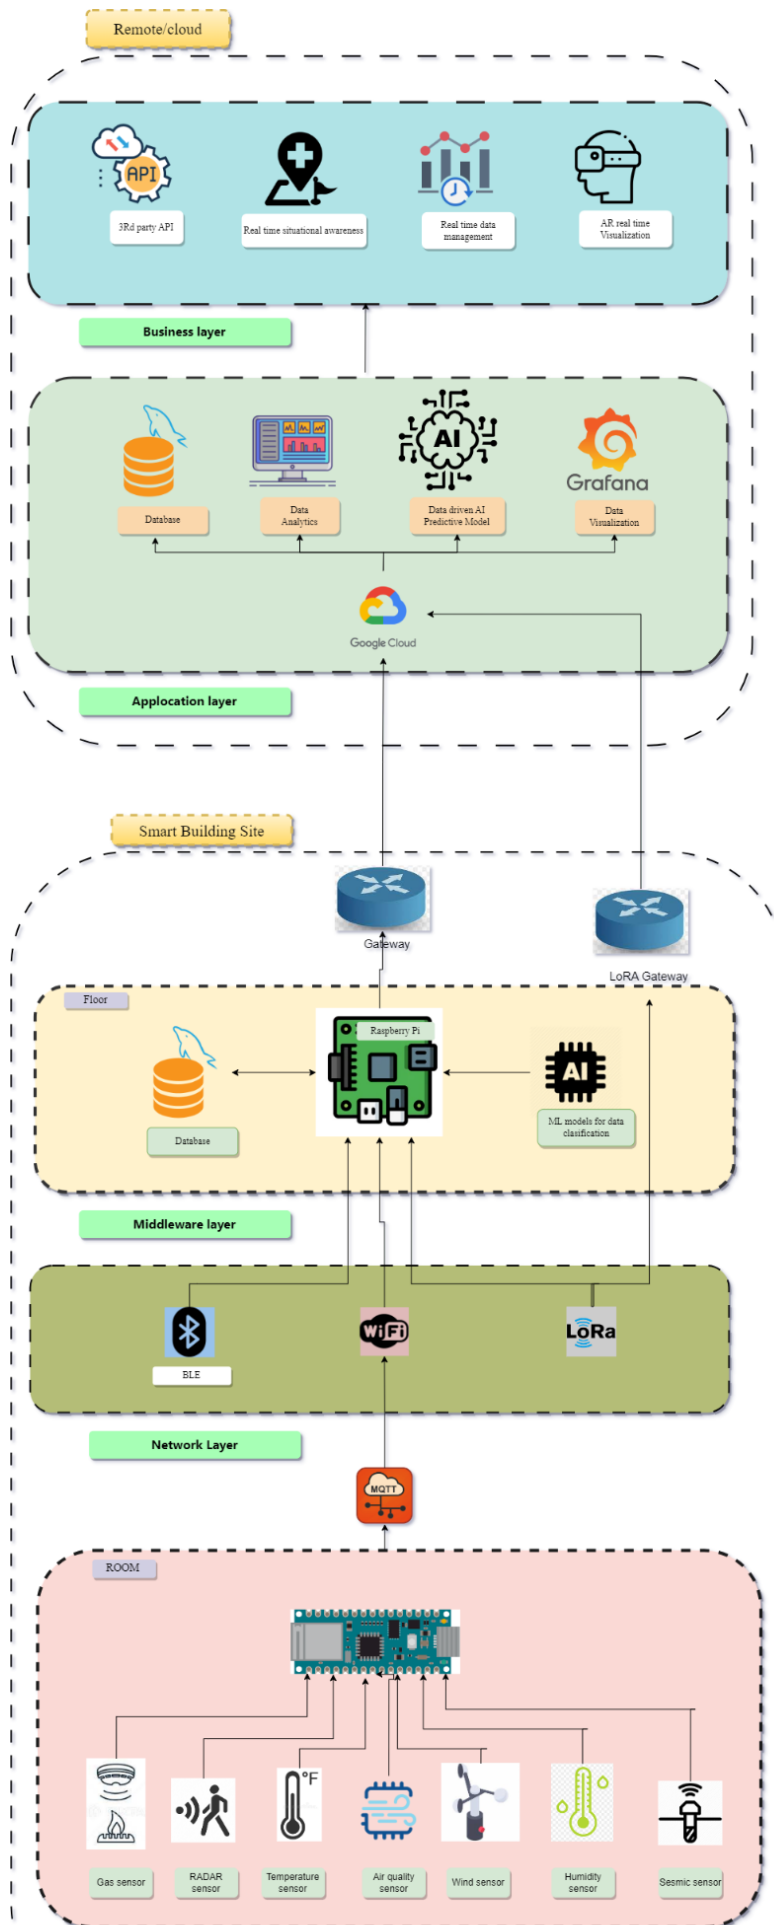 Remote/cloud
API
3Rd party API
Real time situational awareness
Real time data
management
AR real time
Visualization
Business layer
AI
Grafana
Database
Data
Analytics
Data driven AI
Predictive Model
Data
Visualization
Google Cloud
Applocation layer
Smart Building Site
Gateway
LoRA Gateway
Floor
Raspberry Pi
AI
Database
ML models for data
clasification
Middleware layer
WiFi
LoRa
BLE
Network Layer
MQTT
ROOM
°F
Gas sensor
RADAR
sensor
Temperature
sensor
Air quality
sensor
Wind sensor
Humidity
sensor
Sesmic sensor